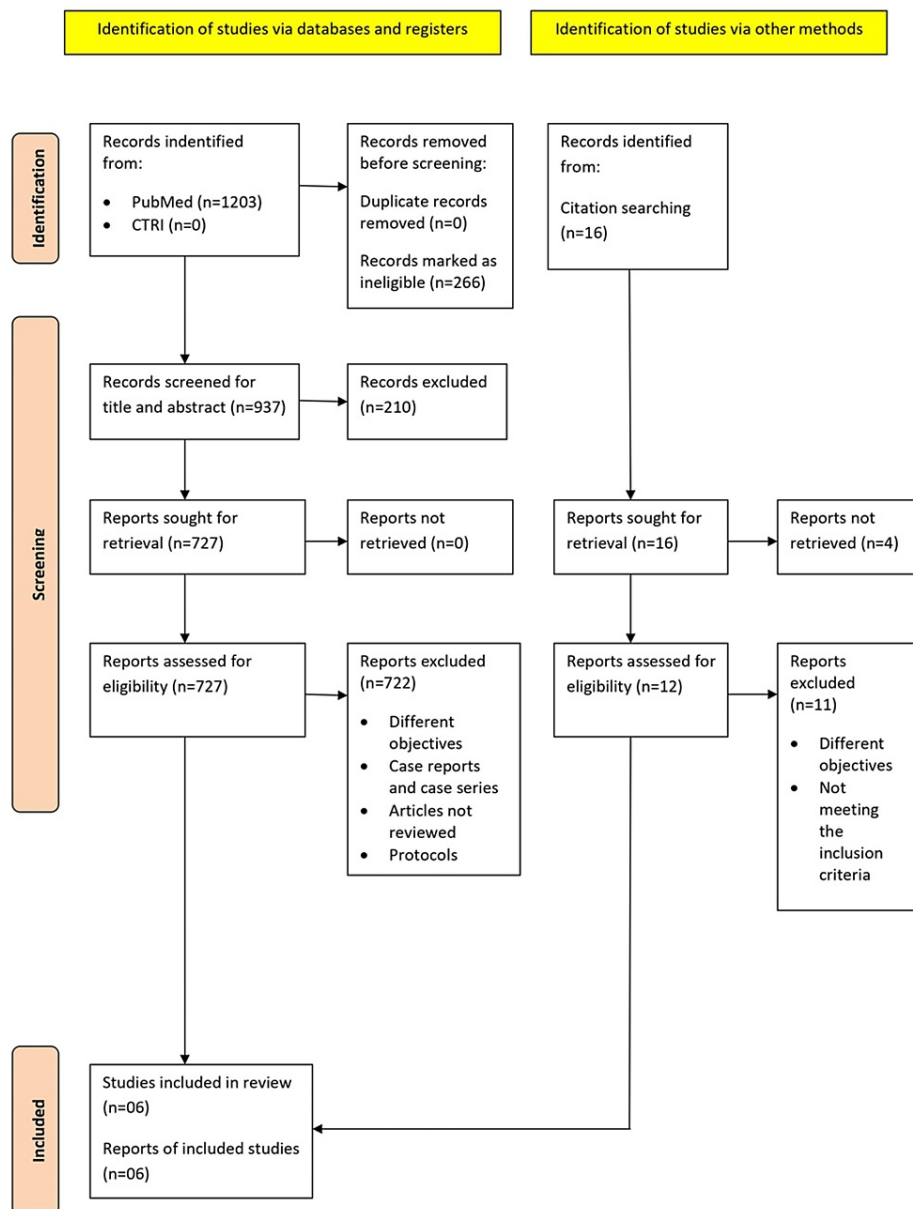 Identification of studies via databases and registers
Identification of studies via other methods
Identification
Records indentified
from:
• PubMed (n=1203)
• CTRI (n=0)
Records removed
before screening:
Duplicate records
removed (n=0)
Records marked as
ineligible (n=266)
Records identified
from:
Citation searching
(n=16)
Screening
Records screened for
title and abstract (n=937)
Records excluded
(n=210)
Reports sought for
retrieval (n=727)
Reports not
retrieved (n=0)
Reports sought for
retrieval (n=16)
Reports not
retrieved (n=4)
Reports assessed for
eligibility (n=727)
Reports excluded
(n=722)
• Different
objectives
• Case reports
and case series
• Articles not
reviewed
• Protocols
Reports assessed for
eligibility (n=12)
Reports
excluded
(n=11)
• Different
objectives
• Not
meeting
the
inclusion
criteria
Included
Studies included in review
(n=06)
Reports of included studies
(n=06)